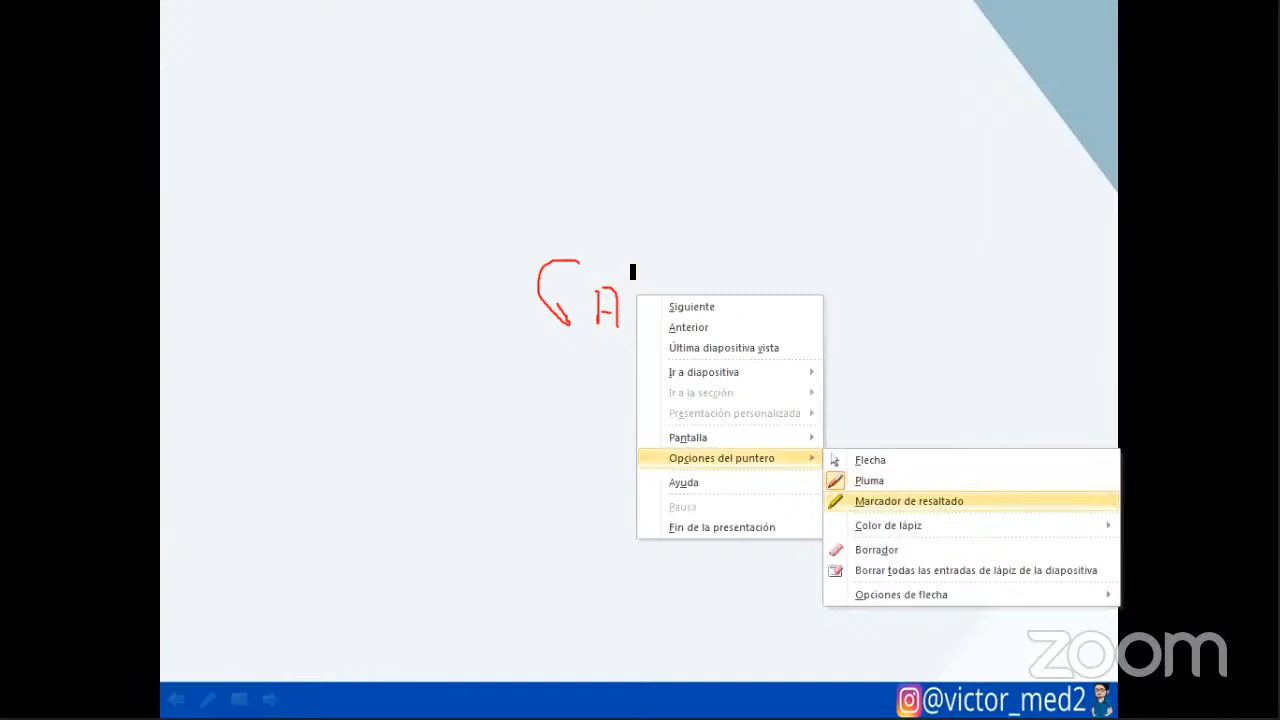 A
Siguiente
Anterior
Última diapositiva vista
Ir a diapositiva
Ir a la sección
Presentación personalizada
Pantalla
Opciones del puntero
Ayuda
Pausa
Fin de la presentación
Flecha
Pluma
Marcador de resaltado
Color de lápiz
Borrador
Borrar todas las entradas de lápiz de la diapositiva
Opciones de flecha
zoom
@victor_med2